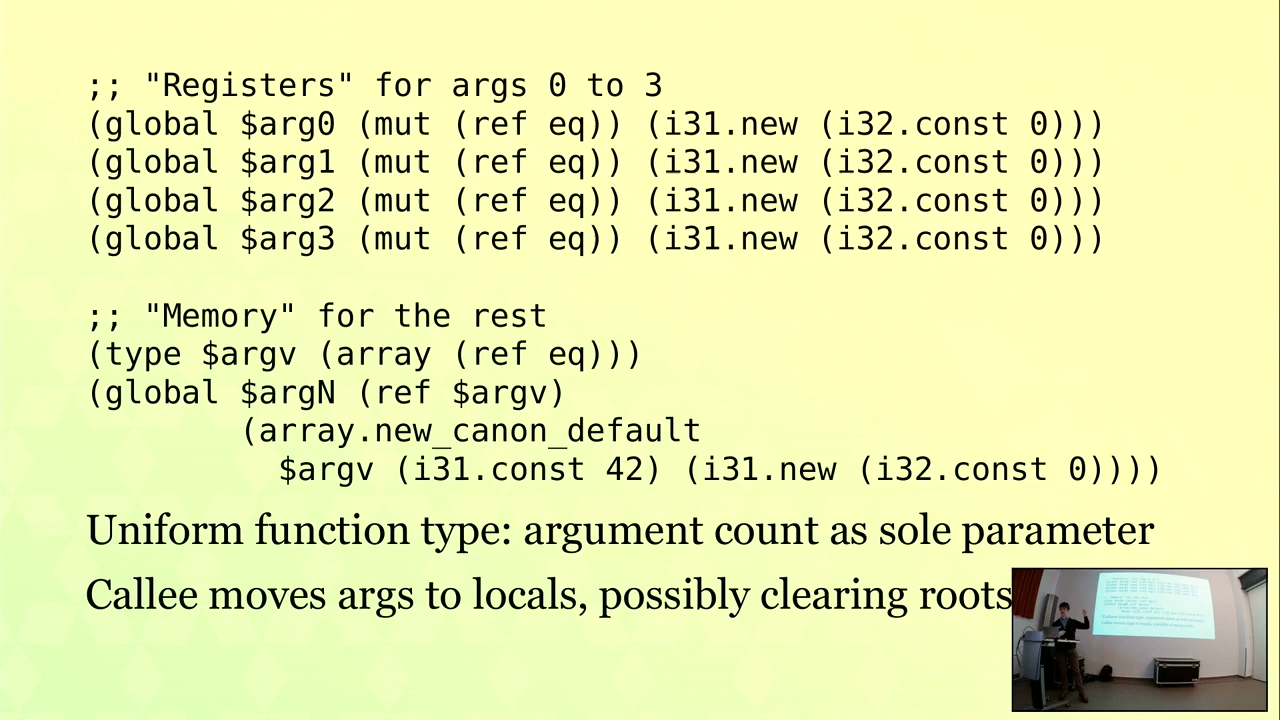 ;; "Registers" for args 0 to 3
(global $arg0 (mut (ref eq)) (i31.new (i32.const 0)))
(global $arg1 (mut (ref eq)) (i31.new (i32.const 0)))
(global $arg2 (mut (ref eq)) (i31.new (i32.const 0)))
(global $arg3 (mut (ref eq)) (i31.new (i32.const 0)))
;; "Memory" for the rest
(type $argv (array (ref eq)))
(global $argN (ref $argv)
(array.new_canon_default
$argv (i31.const 42) (i31.new (i32.const 0))))
Uniform function type: argument count as sole parameter
Callee moves args to locals, possibly clearing roots